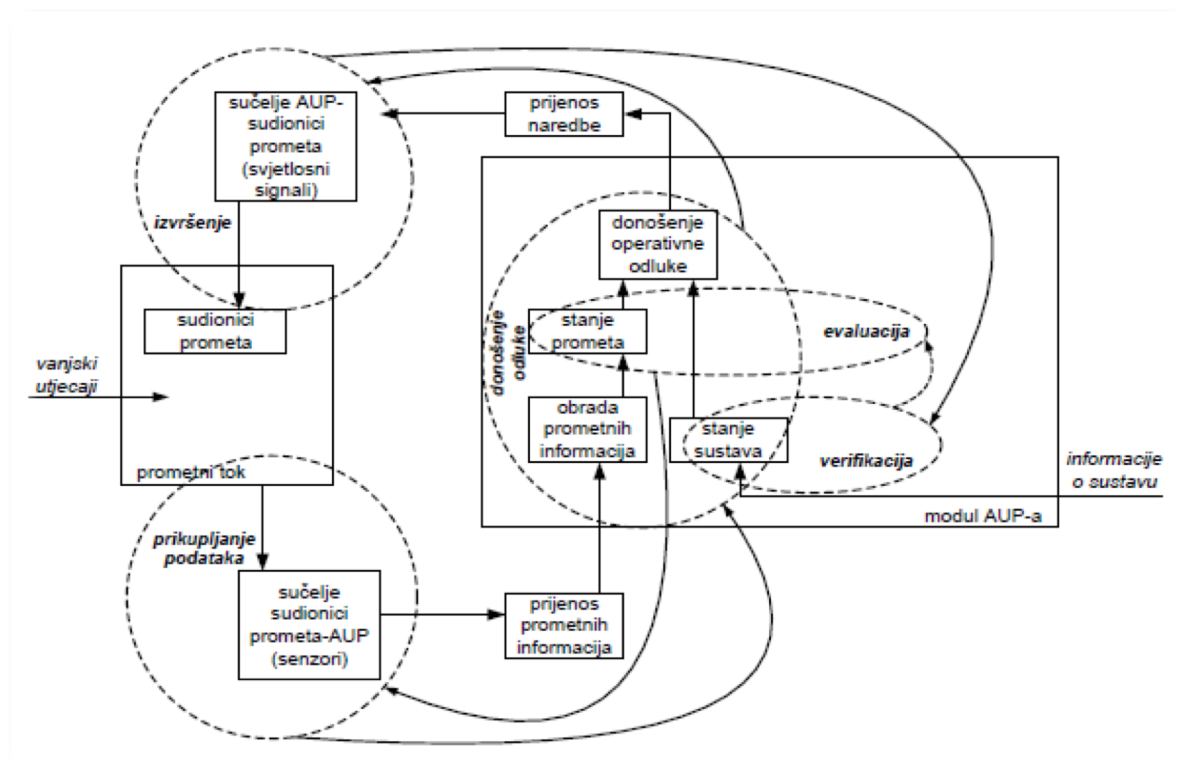 sučelje AUP-
sudionici
prometa
(svjetlosni
signali)
prijenos
naredbe
izvršenje
donošenje
operativne
odluke
sudionici
prometa
stanje
prometa
evaluacija
donošenje
odluke
vanjski
utjecaji
obrada
prometnih
informacija
stanje
sustava
verifikacija
informacije
o sustavu
prometni tok
modul AUP-a
prikupljanje
podataka
sučelje
sudionici
prometa-AUP
(senzori)
prijenos
prometnih
informacija